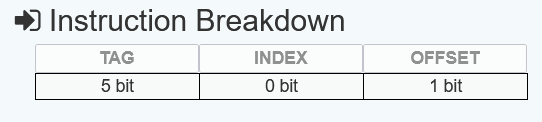 Instruction Breakdown
TAG INDEX OFFSET
5 bit 0 bit 1 bit